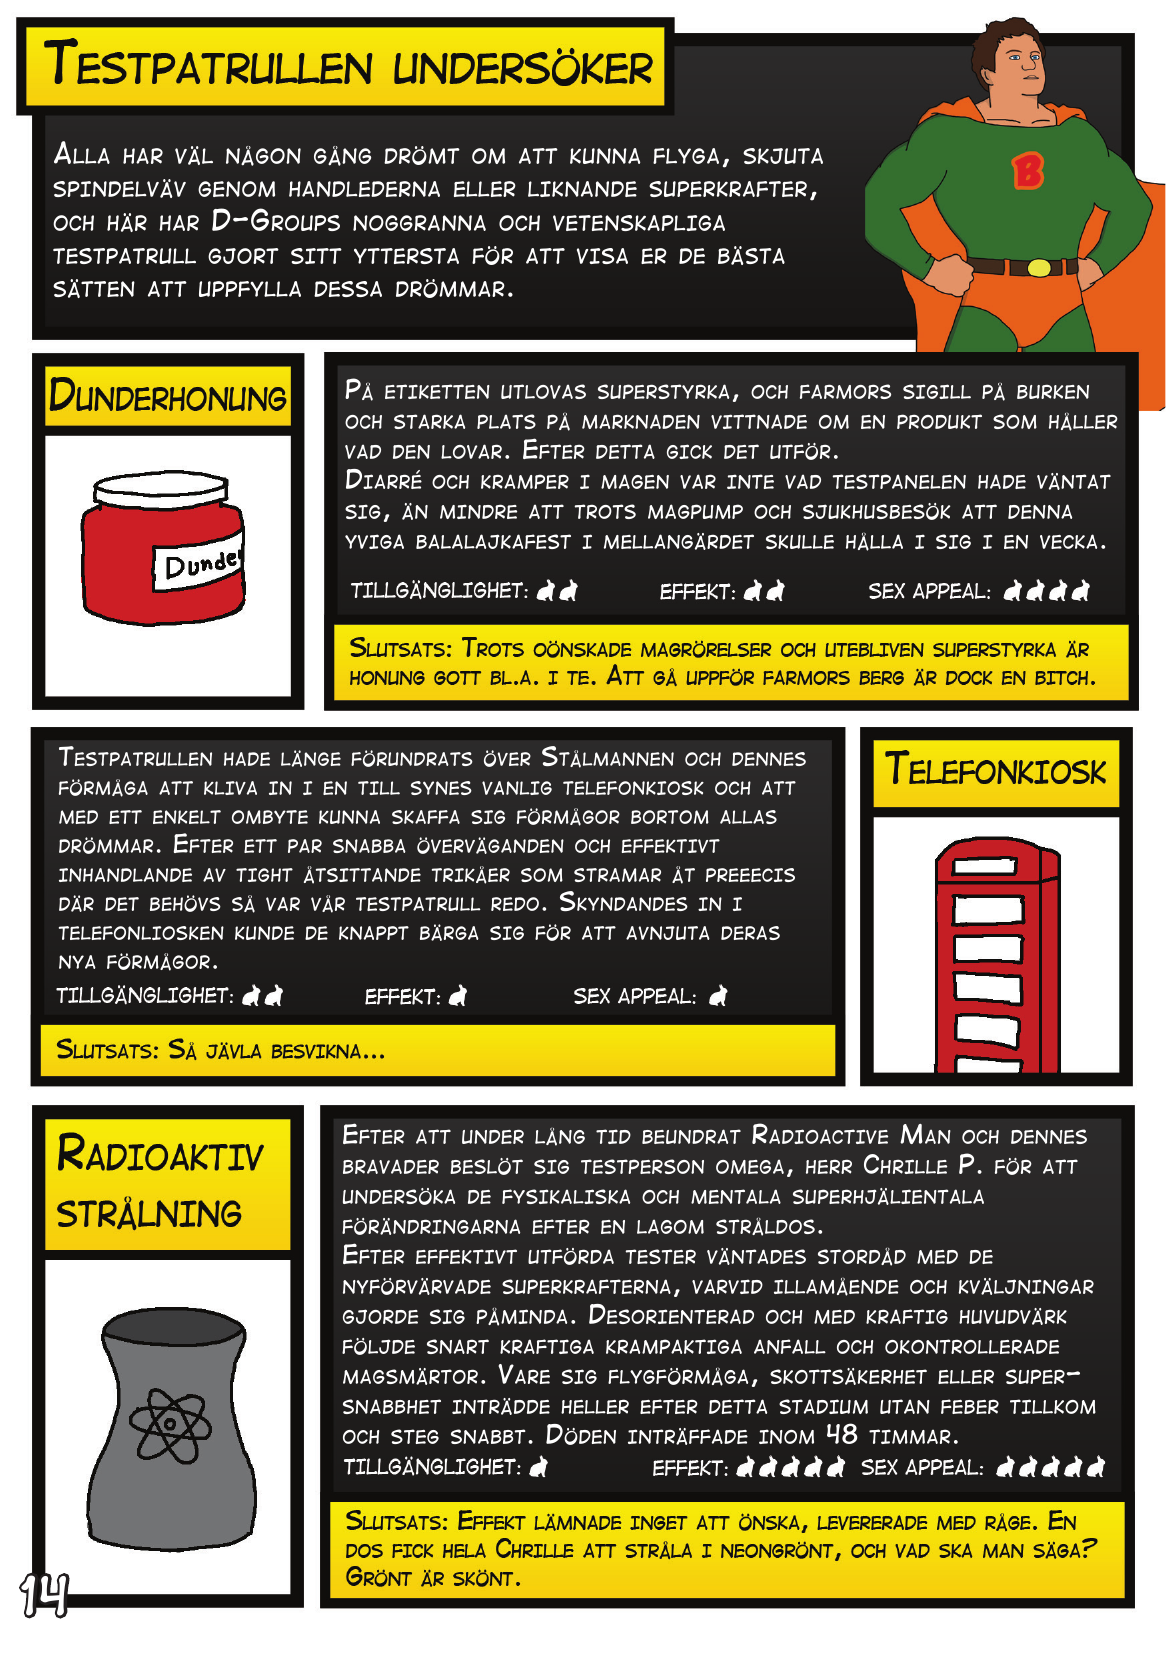 Testpatrullen undersöker
Alla har väl någon gång drömt om att kunna flyga, skjuta
spindelväv genom handlederna eller liknande superkrafter,
och här har D-Groups noggranna och vetenskapliga
testpatrull gjort sitt yttersta för att visa er de bästa
sätten att uppfylla dessa drömmar.
B
Dunderhonung
Dunde
På etiketten utlovas superstyrka, och farmors sigill på burken
och starka plats på marknaden vittnade om en produkt som håller
vad den lovar. Efter detta gick det utför.
Diarré och kramper i magen var inte vad testpanelen hade väntat
sig, än mindre att trots magpump och sjukhusbesök att denna
yviga balalajkafest i mellangärdet skulle hålla i sig i en vecka.
Tillgänglighet: Effekt: Sex appeal:
Slutsats: Trots oönskade magrörelser och utebliven superstyrka är
honung gott bl.a. i te. Att gå uppför farmors berg är dock en bitch.
Testpatrullen hade länge förundrats över Stålmannen och dennes
förmåga att kliva in i en till synes vanlig telefonkiosk och att
med ett enkelt ombyte kunna skaffa sig förmågor bortom allas
drömmar. Efter ett par snabba överväganden och effektivt
inhandlande av tight åtsittande trikåer som stramar åt preeecis
där det behövs så var vår testpatrull redo. Skyndandes in i
telefonliosken kunde de knappt bärga sig för att avnjuta deras
nya förmågor.
Tillgänglighet: Effekt: Sex appeal:
Slutsats: Så jävla besvikna...
Telefonkiosk
Radioaktiv
strålning
Efter att under lång tid beundrat Radioactive Man och dennes
bravader beslöt sig testperson omega, herr Chrille P. för att
undersöka de fysikaliska och mentala superhjälientala
förändringarna efter en lagom stråldos.
Efter effektivt utförda tester väntades stordåd med de
nyförvärvade superkrafterna, varvid illamående och kväljningar
gjorde sig påminda. Desorienterad och med kraftig huvudvärk
följde snart kraftiga krampaktiga anfall och okontrollerade
magsmärtor. Vare sig flygförmåga, skottsäkerhet eller super-
snabbhet inträdde heller efter detta stadium utan feber tillkom
och steg snabbt. Döden inträffade inom 48 timmar.
Tillgänglighet: Effekt: Sex appeal:
Slutsats: Effekt lämnade inget att önska, levererade med råge. En
dos fick hela Chrille att stråla i neongrönt, och vad ska man säga?
Grönt är skönt.
14